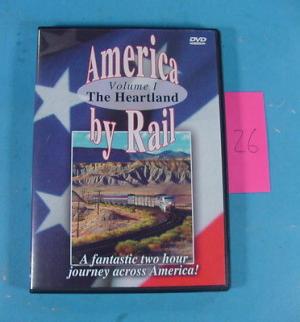 America
DVD
Volume 1
The Heartland
by Rail
26
A fantastic two hour
journey across America!